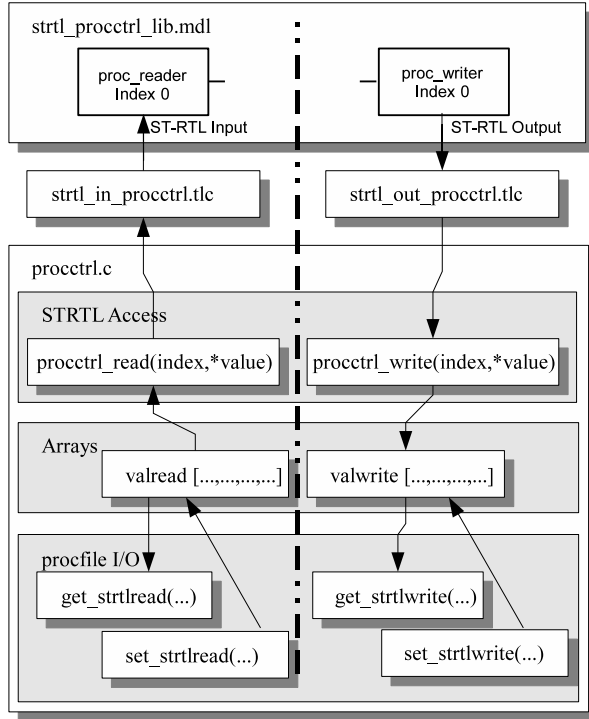 strtl_procctrl_lib.mdl
proc_reader
Index 0
proc_writer
Index 0
ST-RTL Input
ST-RTL Output
strtl_in_procctrl.tlc
strtl_out_procctrl.tlc
procctrl.c
STRTL Access
procctrl_read(index,*value)
procctrl_write(index,*value)
Arrays
valread [...,...,...,...]
valwrite [...,...,...,...]
procfile I/O
get_strtlread(...)
get_strtlwrite(...)
set_strtlread(...)
set_strtlwrite(...)